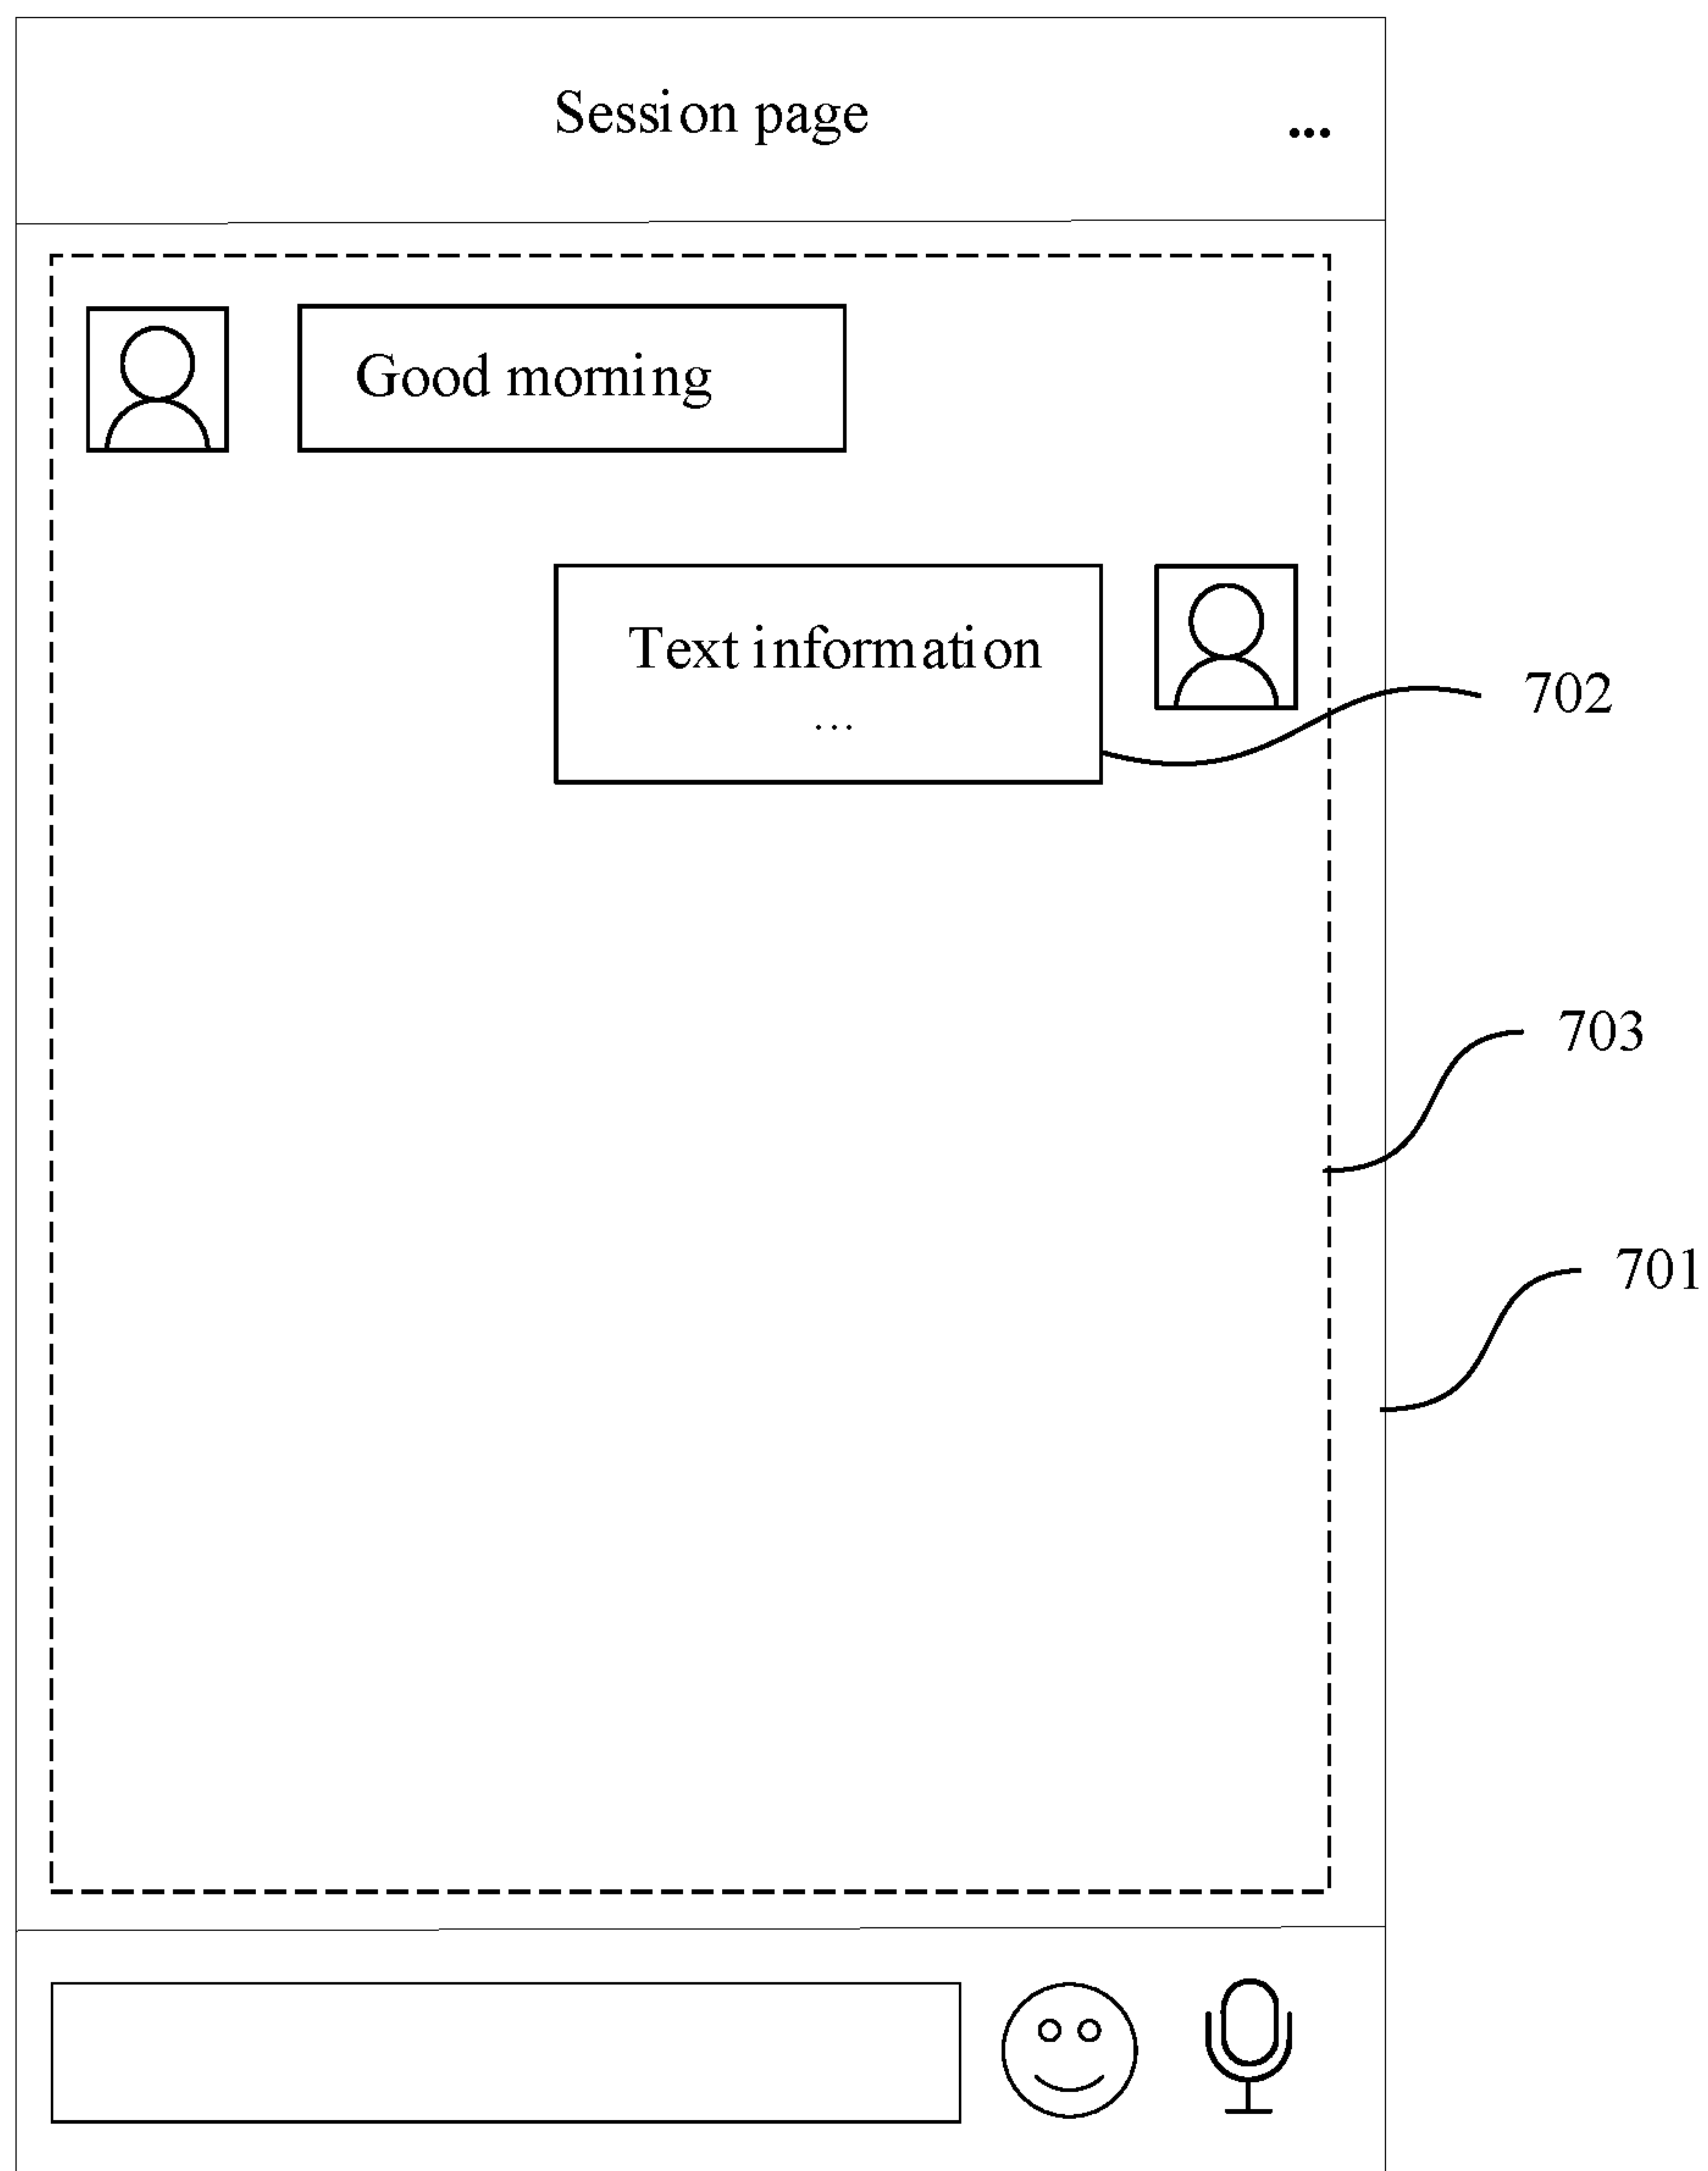 Session page
...
Good morning
Text information
...
702
703
701